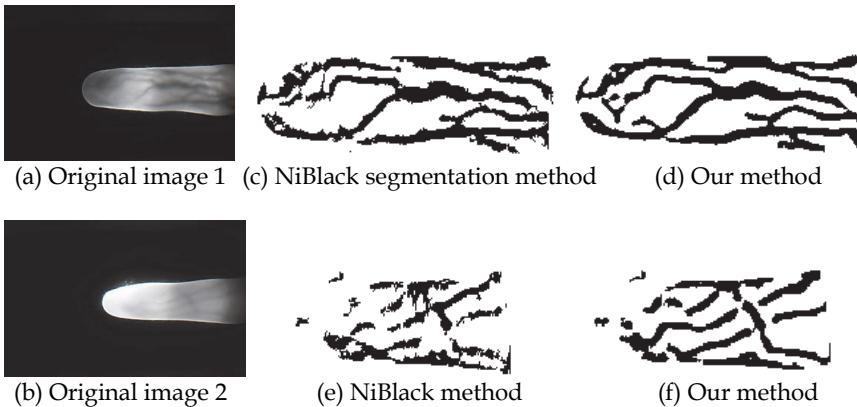 (a) Original image 1 (c) NiBlack segmentation method (d) Our method
(b) Original image 2 (e) NiBlack method (f) Our method